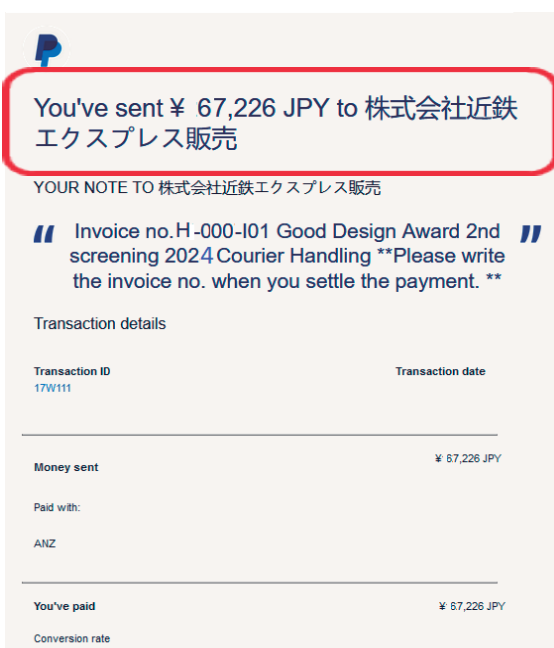 You've sent ¥ 67,226 JPY to 株式会社近鉄
エクスプレス販売
YOUR NOTE TO 株式会社近鉄エクスプレス販売
“ Invoice no.H-000-I01 Good Design Award 2nd ”
screening 2024 Courier Handling **Please write
the invoice no. when you settle the payment. **
Transaction details
Transaction ID Transaction date
17W111
Money sent ¥ 67,226 JPY
Paid with:
ANZ
You've paid ¥ 67,226 JPY
Conversion rate